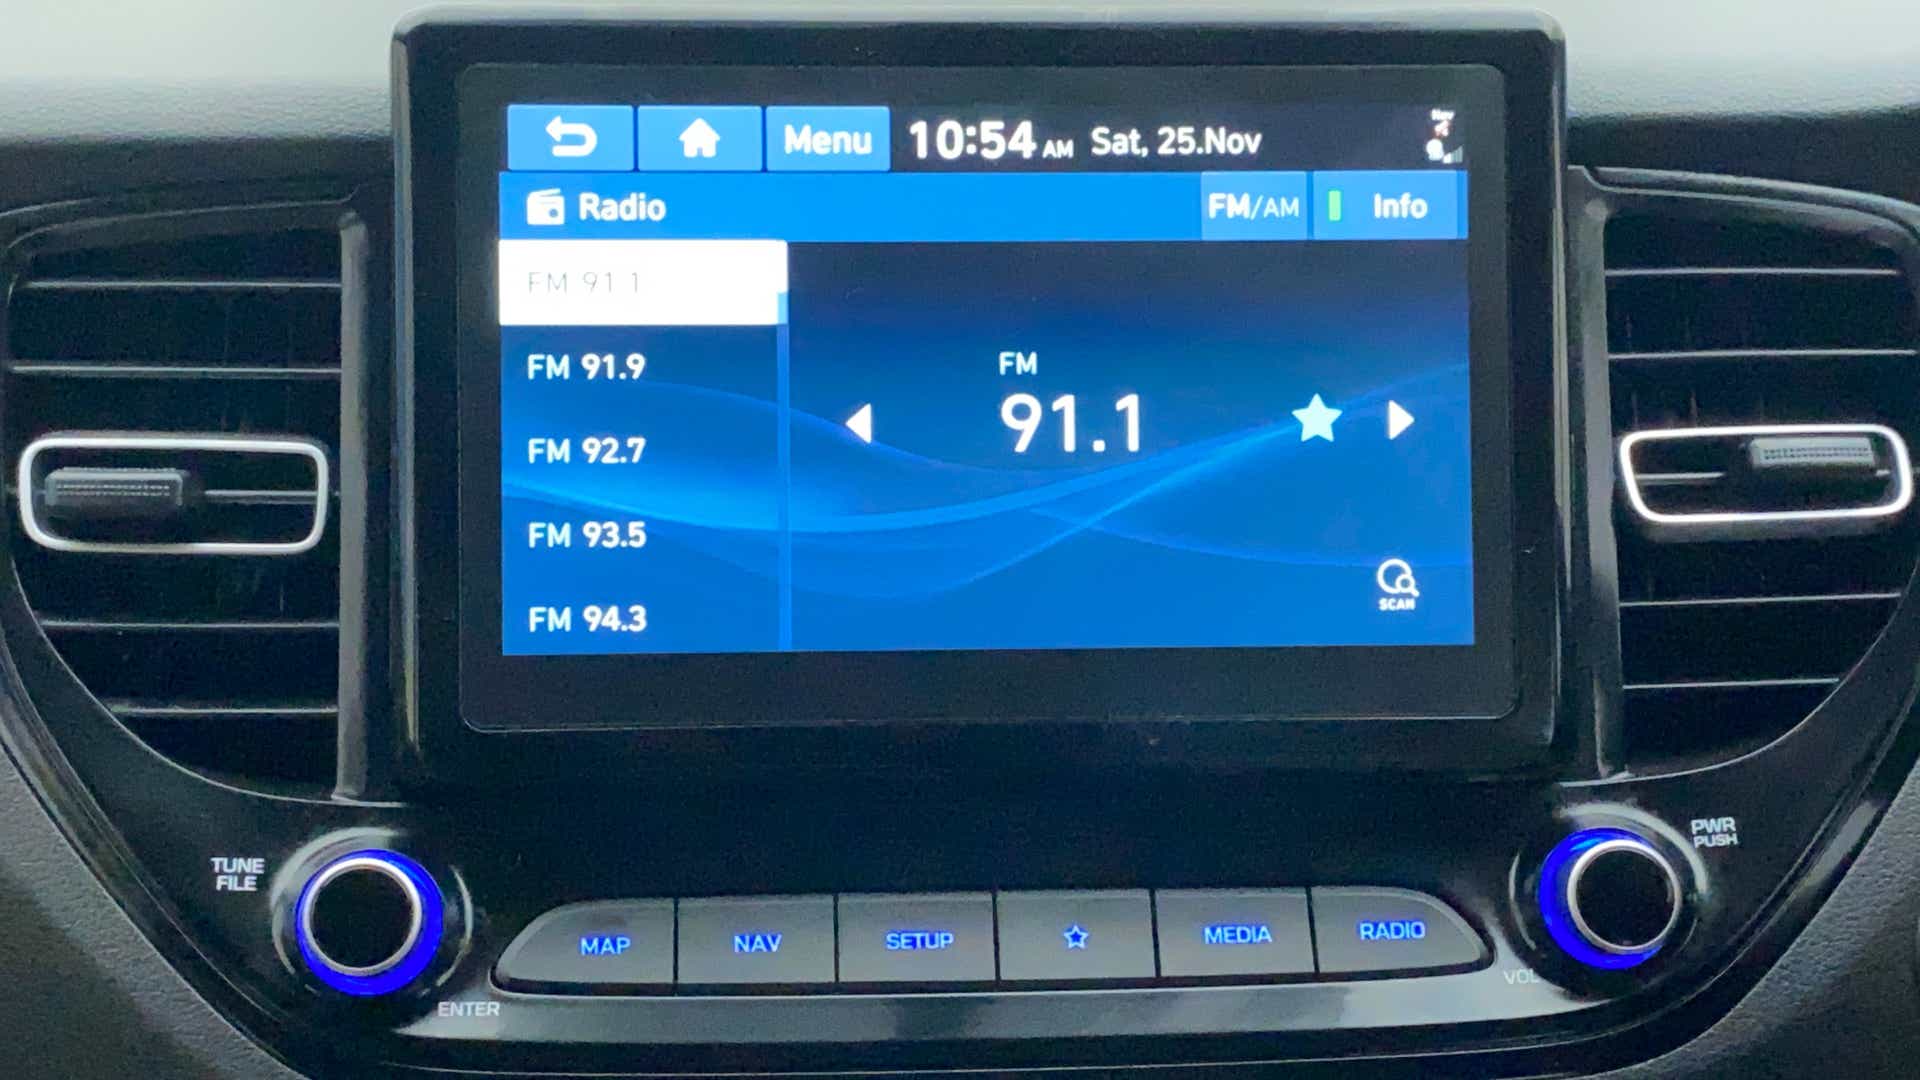 Menu 10:54 AM Sat, 25.Nov
Radio FM/AM Info
FM 91.1
FM 91.9
FM 92.7
FM 93.5
FM 94.3
FM
91.1
SCAN
TUNE
FILE
ENTER
MAP NAV SETUP MEDIA RADIO
PWR
PUSH
VOL